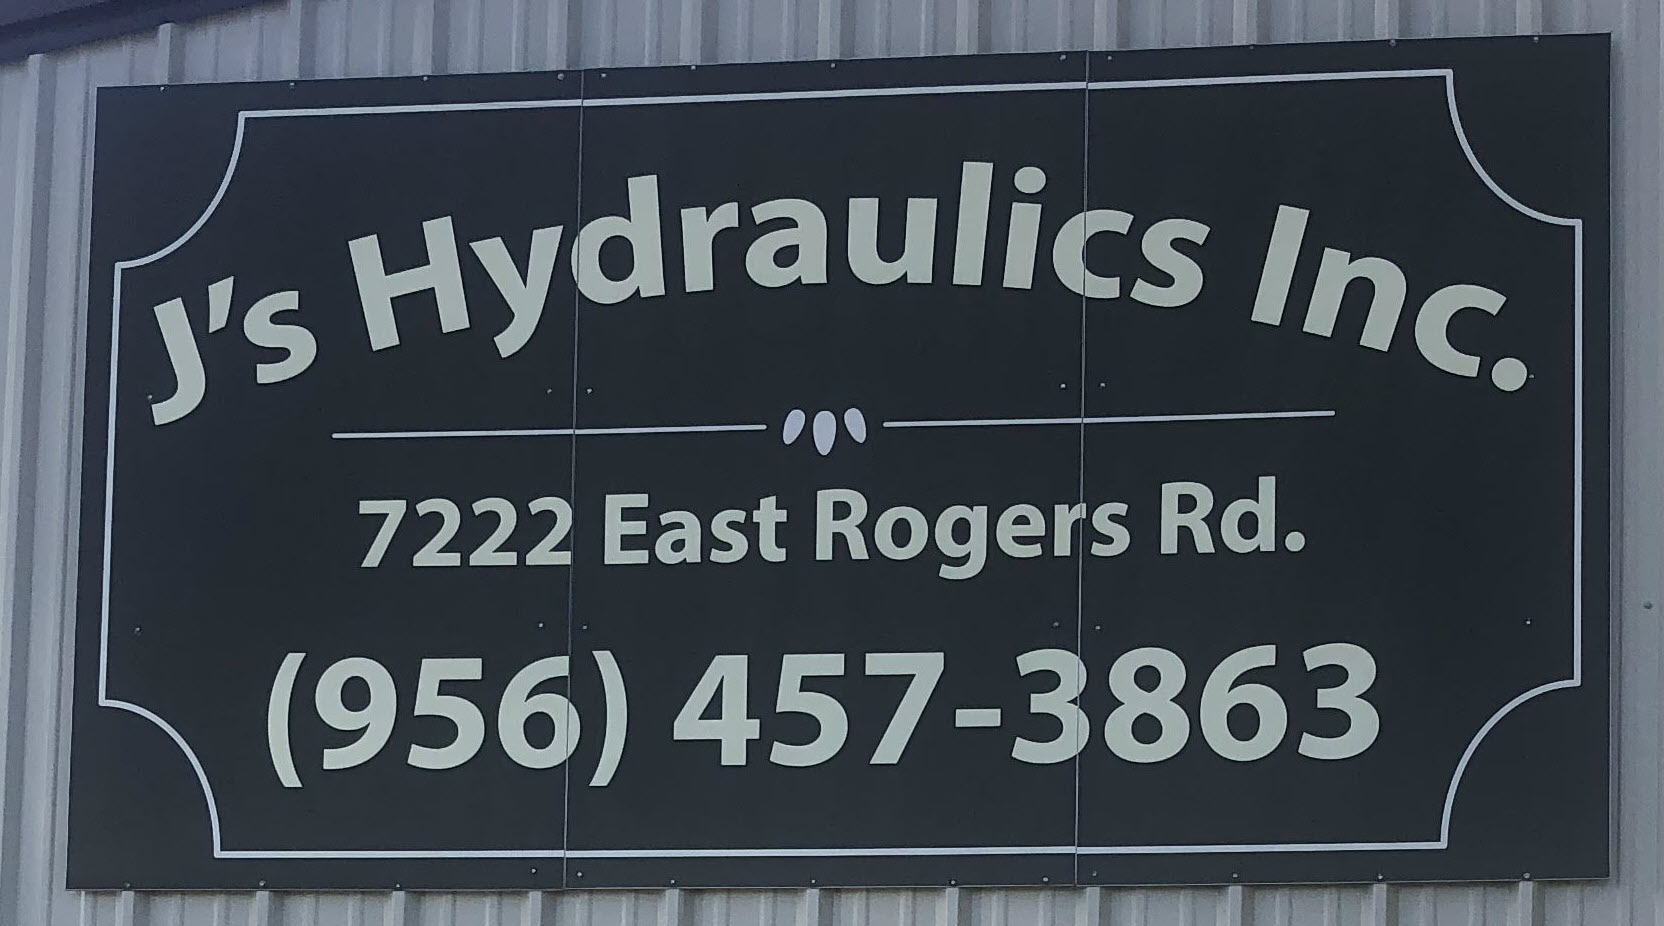 J's Hydraulics Inc.
7222 East Rogers Rd.
(956) 457-3863